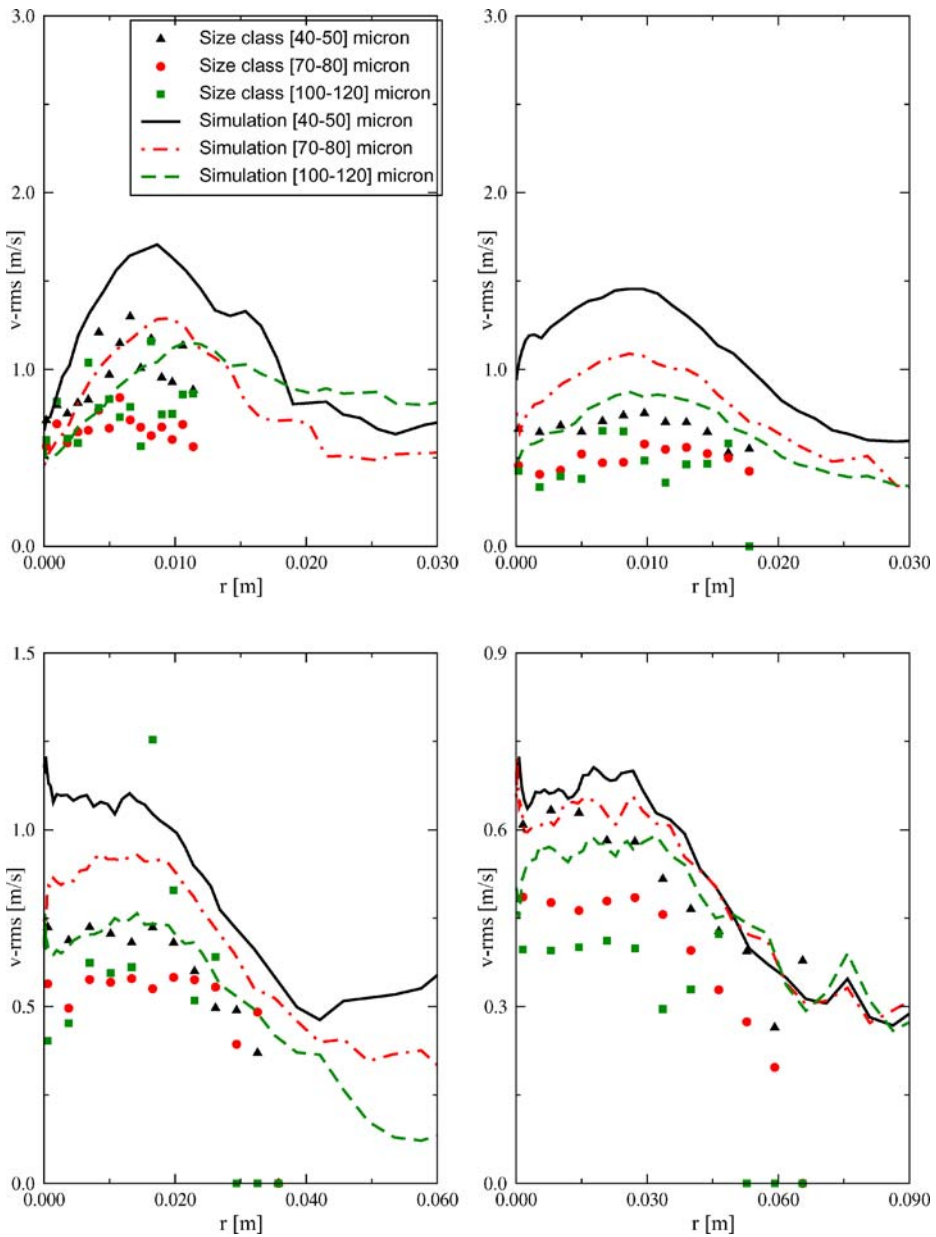 3.0
2.0
1.0
0.0
v-rms [m/s]
Size class [40-50] micron
Size class [70-80] micron
Size class [100-120] micron
Simulation [40-50] micron
Simulation [70-80] micron
Simulation [100-120] micron
0.000 0.010 0.020 0.030
r [m]
3.0
2.0
1.0
0.0
v-rms [m/s]
0.000 0.010 0.020 0.030
r [m]
1.5
1.0
0.5
0.0
v-rms [m/s]
0.000 0.020 0.040 0.060
r [m]
0.9
0.6
0.3
0.0
v-rms [m/s]
0.000 0.030 0.060 0.090
r [m]